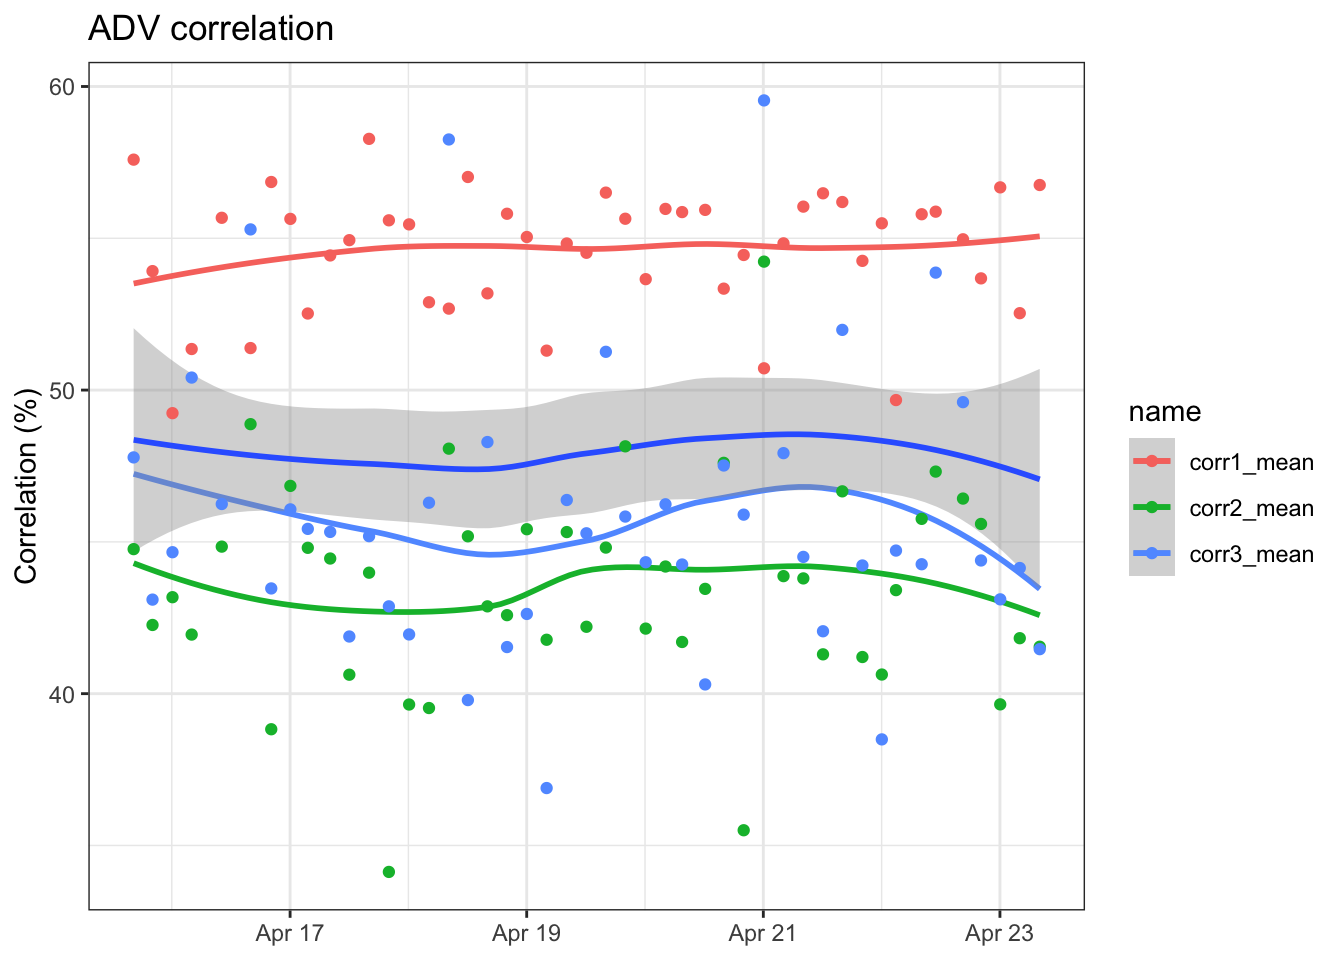 ADV correlation
Correlation (%)
60
50
40
Apr 17
Apr 19
Apr 21
Apr 23
name
corr1_mean
corr2_mean
corr3_mean